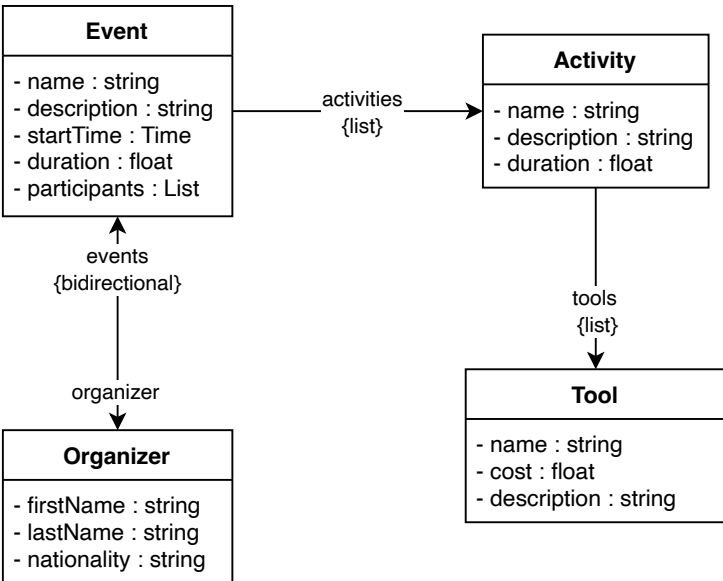 Event
- name : string
- description : string
- startTime : Time
- duration : float
- participants : List
activities
{list}
Activity
- name : string
- description : string
- duration : float
events
{bidirectional}
organizer
tools
{list}
Organizer
- firstName : string
- lastName : string
- nationality : string
Tool
- name : string
- cost : float
- description : string